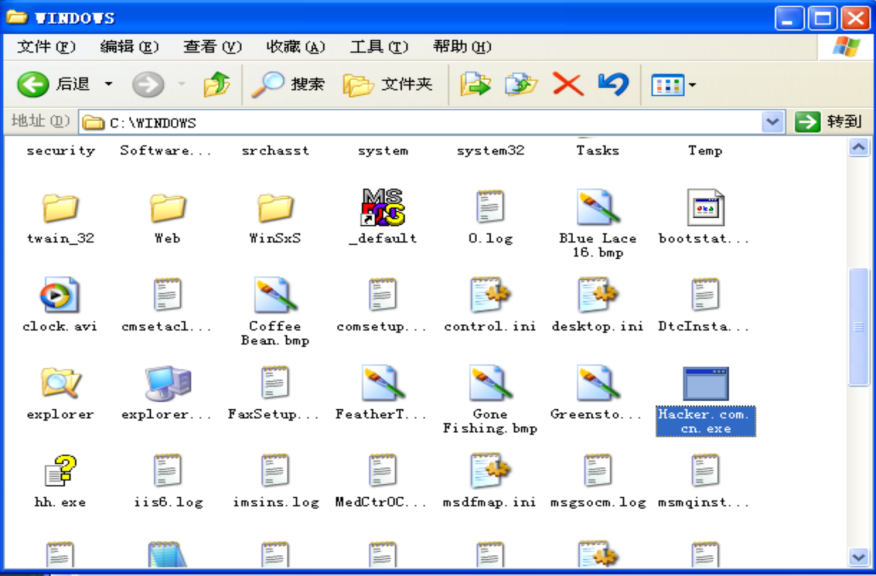 WINDOWS
文件(F) 编辑(E) 查看(V) 收藏(A) 工具(T) 帮助(H)
后退 搜索 文件夹
地址(D) C:\WINDOWS 转到
security Software... srchasst system system32 Tasks Temp
twain_32 Web WinSxS _default 0.log Blue Lace bootstat...
16.bmp
clock.avi cmsetacl... Coffee comsetup... control.ini desktop.ini DtcInsta...
Bean.bmp
explorer explorer... FaxSetup... FeatherT... Gone Greensto... Hacker.com.
Fishing.bmp cn.exe
hh.exe iis6.log imsins.log MedCtrOC... msdfmap.ini msgsocm.log msmqinst...